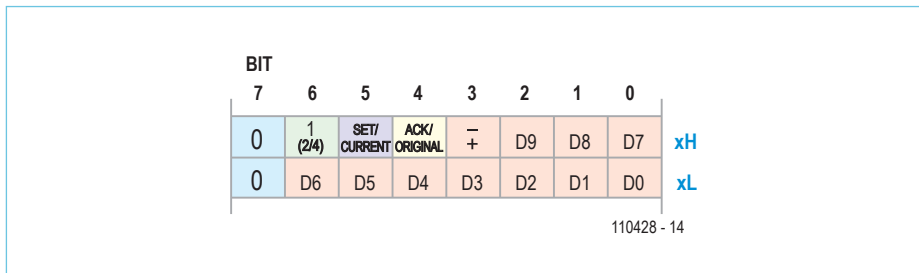 BIT
7 6 5 4 3 2 1 0
0 1 (2/4) SET/ CURRENT ACK/ ORIGINAL − + D9 D8 D7 xH
0 D6 D5 D4 D3 D2 D1 D0 xL
110428 - 14